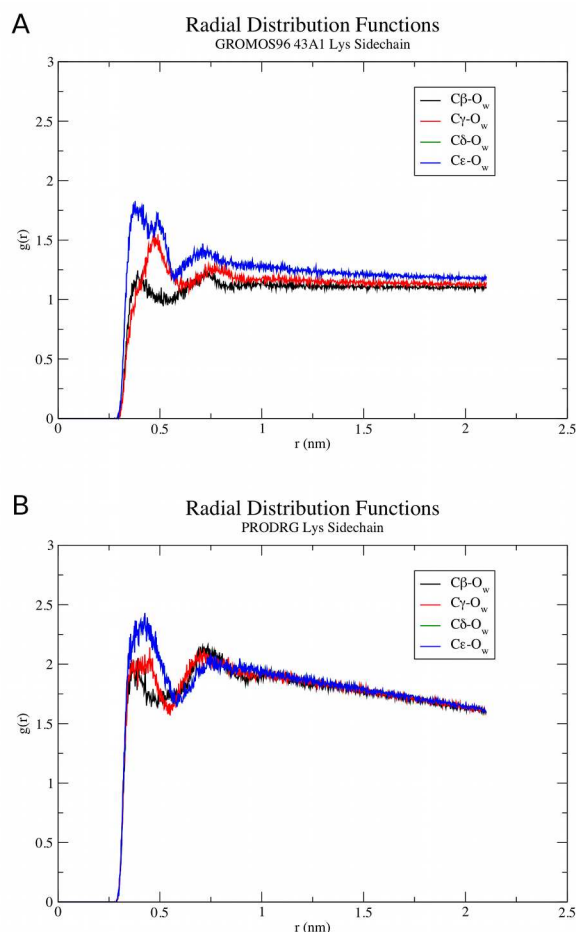 A
Radial Distribution Functions
GROMOS96 43A1 Lys Sidechain
3
2.5
2
1.5
1
0.5
0
g(r)
Cβ-Ow
Cγ-Ow
Cδ-Ow
Cε-Ow
0 0.5 1 1.5 2 2.5
r (nm)
B
Radial Distribution Functions
PRODRG Lys Sidechain
3
2.5
2
1.5
1
0.5
0
g(r)
Cβ-Ow
Cγ-Ow
Cδ-Ow
Cε-Ow
0 0.5 1 1.5 2 2.5
r (nm)